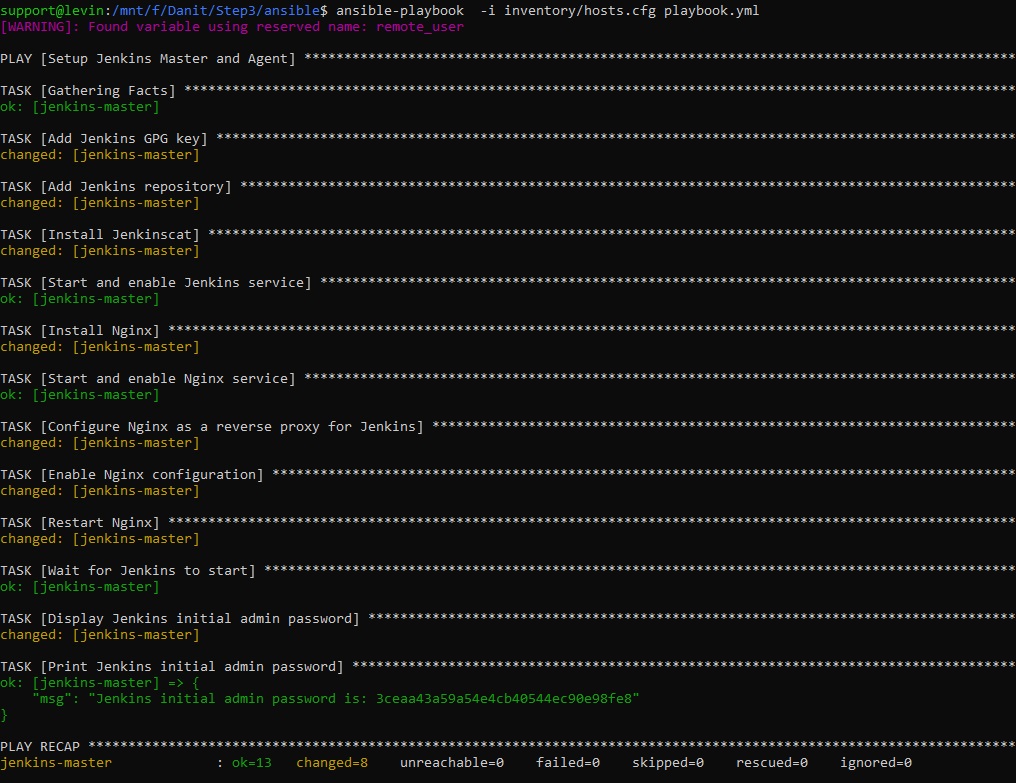 support@levin:/mnt/f/Danit/Step3/ansible$ ansible-playbook  -i inventory/hosts.cfg playbook.yml
[WARNING]: Found variable using reserved name: remote_user
PLAY [Setup Jenkins Master and Agent] *****************************************************************************************
TASK [Gathering Facts] ********************************************************************************************************
ok: [jenkins-master]
TASK [Add Jenkins GPG key] ****************************************************************************************************
changed: [jenkins-master]
TASK [Add Jenkins repository] *************************************************************************************************
changed: [jenkins-master]
TASK [Install Jenkinscat] *****************************************************************************************************
changed: [jenkins-master]
TASK [Start and enable Jenkins service] ***************************************************************************************
ok: [jenkins-master]
TASK [Install Nginx] **********************************************************************************************************
changed: [jenkins-master]
TASK [Start and enable Nginx service] *****************************************************************************************
ok: [jenkins-master]
TASK [Configure Nginx as a reverse proxy for Jenkins] *************************************************************************
changed: [jenkins-master]
TASK [Enable Nginx configuration] *********************************************************************************************
changed: [jenkins-master]
TASK [Restart Nginx] **********************************************************************************************************
changed: [jenkins-master]
TASK [Wait for Jenkins to start] **********************************************************************************************
ok: [jenkins-master]
TASK [Display Jenkins initial admin password] *********************************************************************************
changed: [jenkins-master]
TASK [Print Jenkins initial admin password] ***********************************************************************************
ok: [jenkins-master] => {
    "msg": "Jenkins initial admin password is: 3ceaa43a59a54e4cb40544ec90e98fe8"
}
PLAY RECAP ********************************************************************************************************************
jenkins-master             : ok=13   changed=8    unreachable=0    failed=0    skipped=0    rescued=0    ignored=0